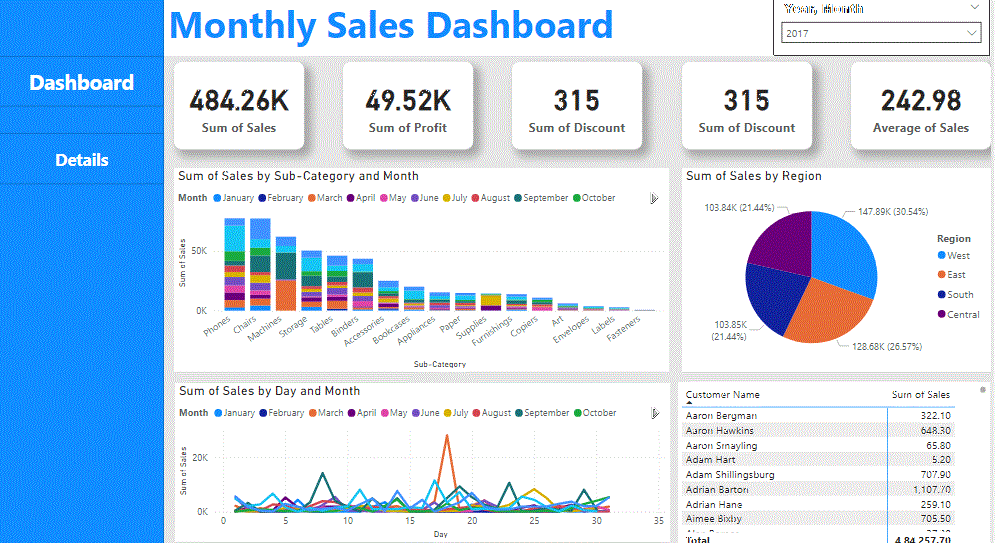 Monthly Sales Dashboard
Year, Month
2017
Dashboard
Details
484.26K
Sum of Sales
49.52K
Sum of Profit
315
Sum of Discount
315
Sum of Discount
242.98
Average of Sales
Sum of Sales by Sub-Category and Month
Month January February March April May June July August September October
50K
0K
Sum of Sales
Phones
Chairs
Machines
Storage
Tables
Binders
Accessories
Bookcases
Appliances
Paper
Supplies
Furnishings
Copiers
Art
Envelopes
Labels
Fasteners
Sub-Category
Sum of Sales by Region
103.84K (21.44%)
147.89K (30.54%)
103.85K
(21.44%)
128.68K (26.57%)
Region
West
East
South
Central
Sum of Sales by Day and Month
Month January February March April May June July August September October
20K
0K
Sum of Sales
0 5 10 15 20 25 30 35
Day
Customer Name Sum of Sales
Aaron Bergman 322.10
Aaron Hawkins 648.30
Aaron Smayling 65.80
Adam Hart 5.20
Adam Shillingsburg 707.90
Adrian Barton 1,107.70
Adrian Hane 259.10
Aimee Bixby 705.50
Total 4,84,257.70